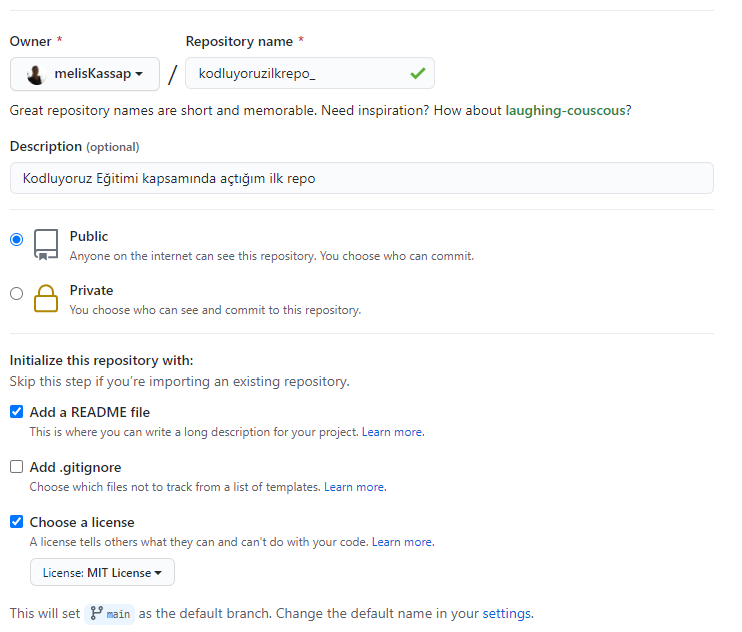 Owner *
Repository name *
melisKassap
/
kodluyoruzilkrepo_
Great repository names are short and memorable. Need inspiration? How about laughing-couscous?
Description (optional)
Kodluyoruz Eğitimi kapsamında açtığım ilk repo
Public
Anyone on the internet can see this repository. You choose who can commit.
Private
You choose who can see and commit to this repository.
Initialize this repository with:
Skip this step if you're importing an existing repository.
Add a README file
This is where you can write a long description for your project. Learn more.
Add .gitignore
Choose which files not to track from a list of templates. Learn more.
Choose a license
A license tells others what they can and can't do with your code. Learn more.
License: MIT License
This will set main as the default branch. Change the default name in your settings.